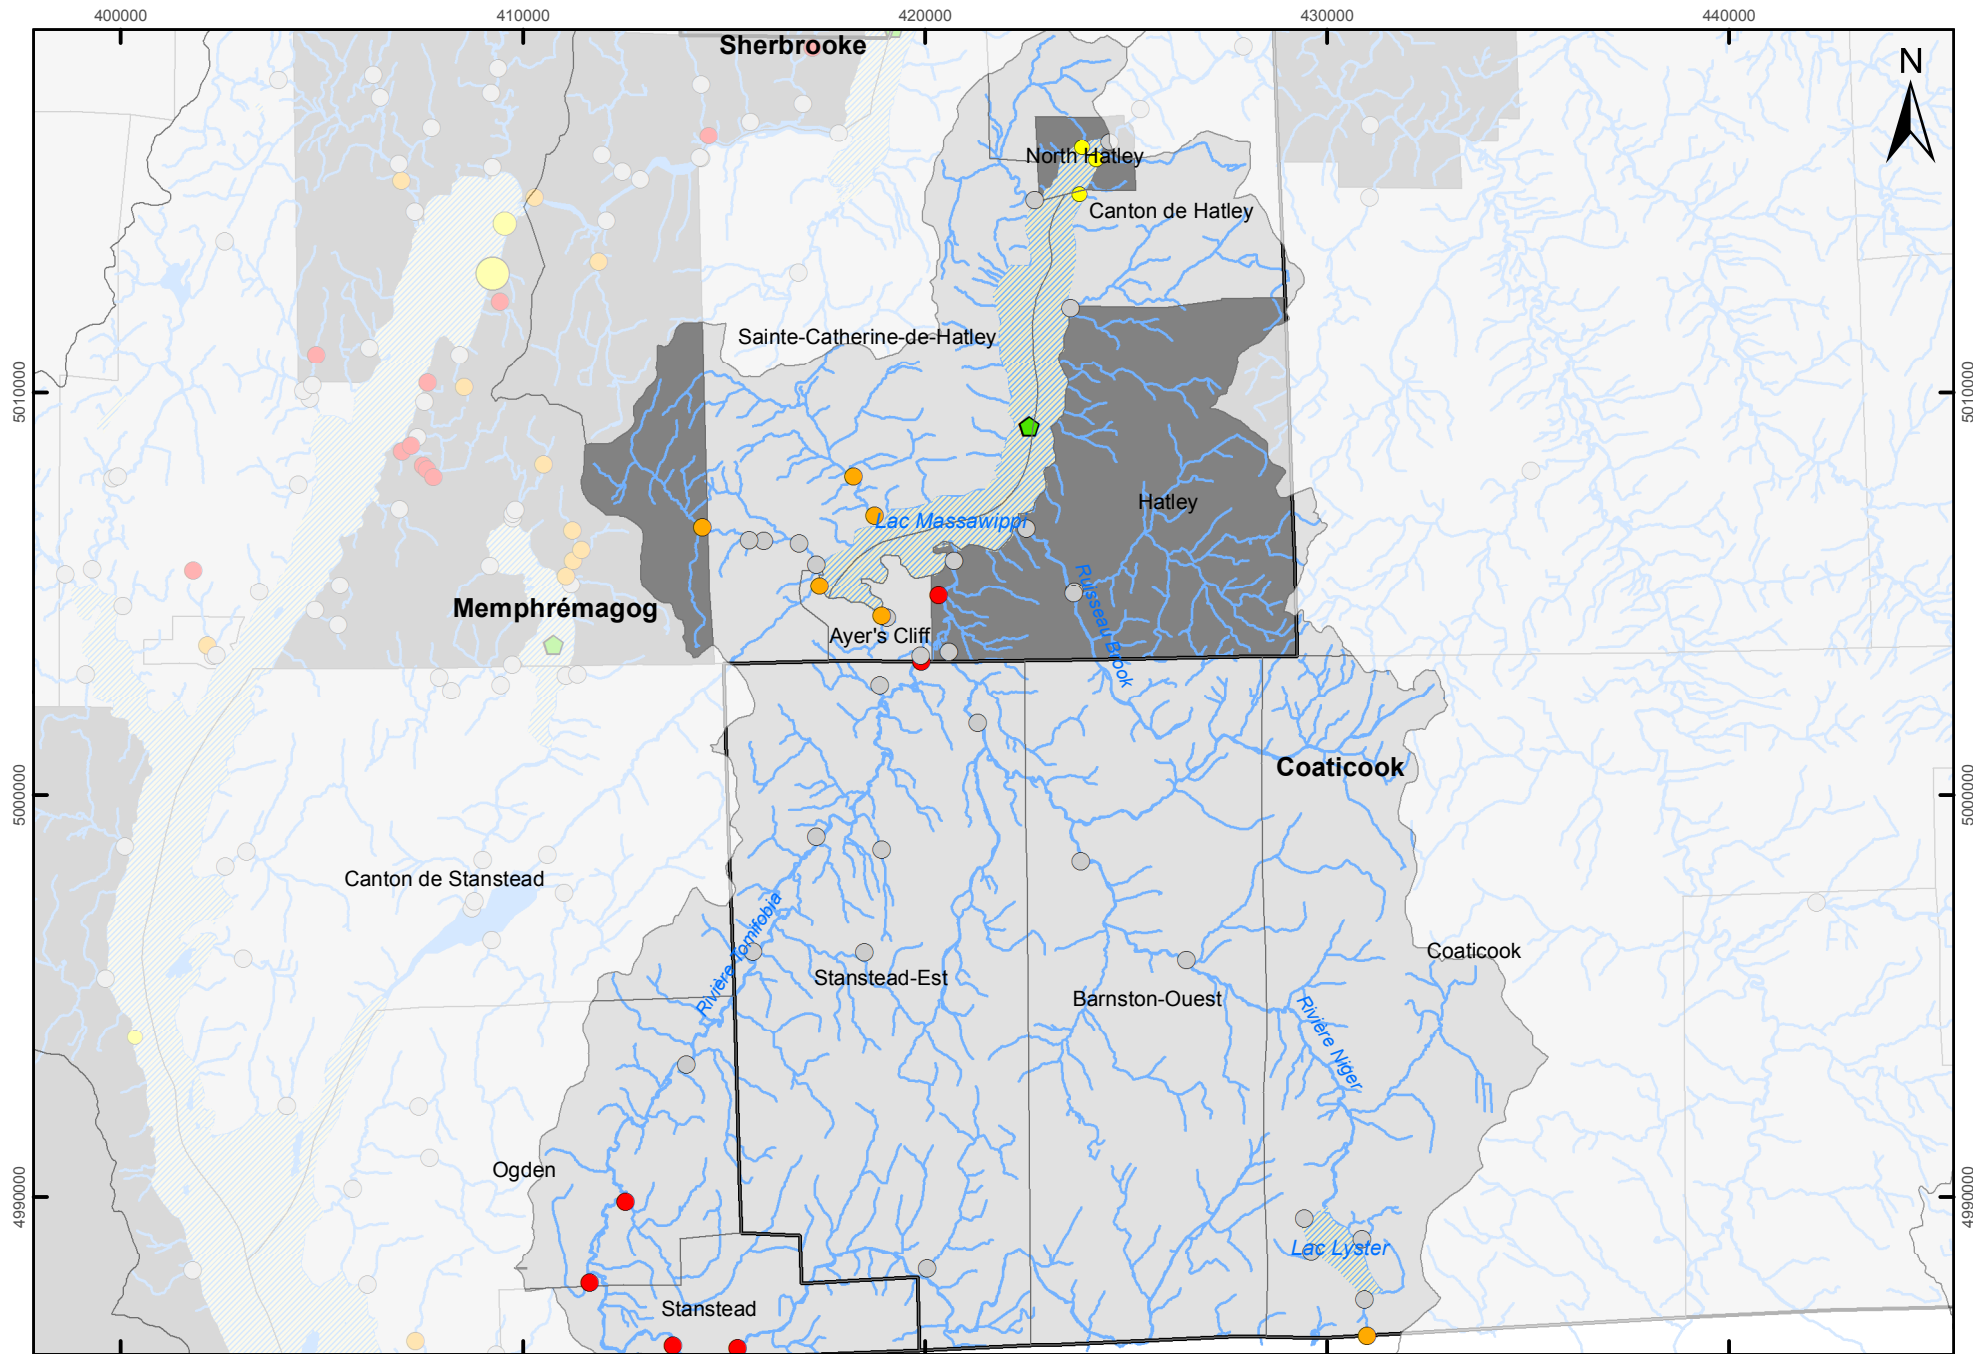 400000
410000
420000
430000
440000
Sherbrooke
N
North Hatley
Canton de Hatley
Sainte-Catherine-de-Hatley
5010000
5010000
Hatley
Lac Massawippi
Ruisseau Brook
Memphrémagog
Ayer's Cliff
Coaticook
5000000
5000000
Canton de Stanstead
Rivière Tomifobia
Stanstead-Est
Barnston-Ouest
Coaticook
Rivière Niger
Ogden
4990000
4990000
Lac Lyster
Stanstead